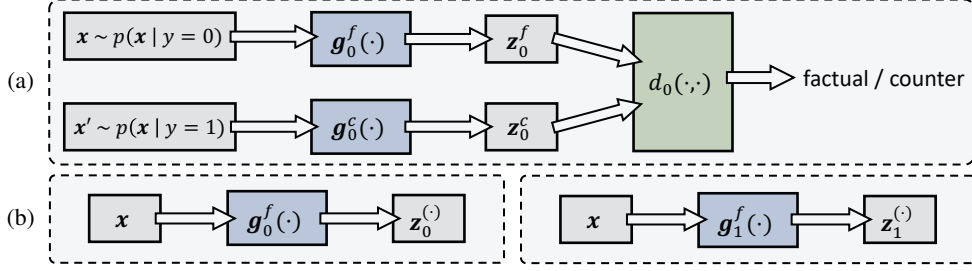 (a)
x ~ p(x | y = 0) g_0^f(·) z_0^f
d_0(·,·) factual / counter
x′ ~ p(x | y = 1) g_0^c(·) z_0^c
(b)
x g_0^f(·) z_0^(·) x g_1^f(·) z_1^(·)